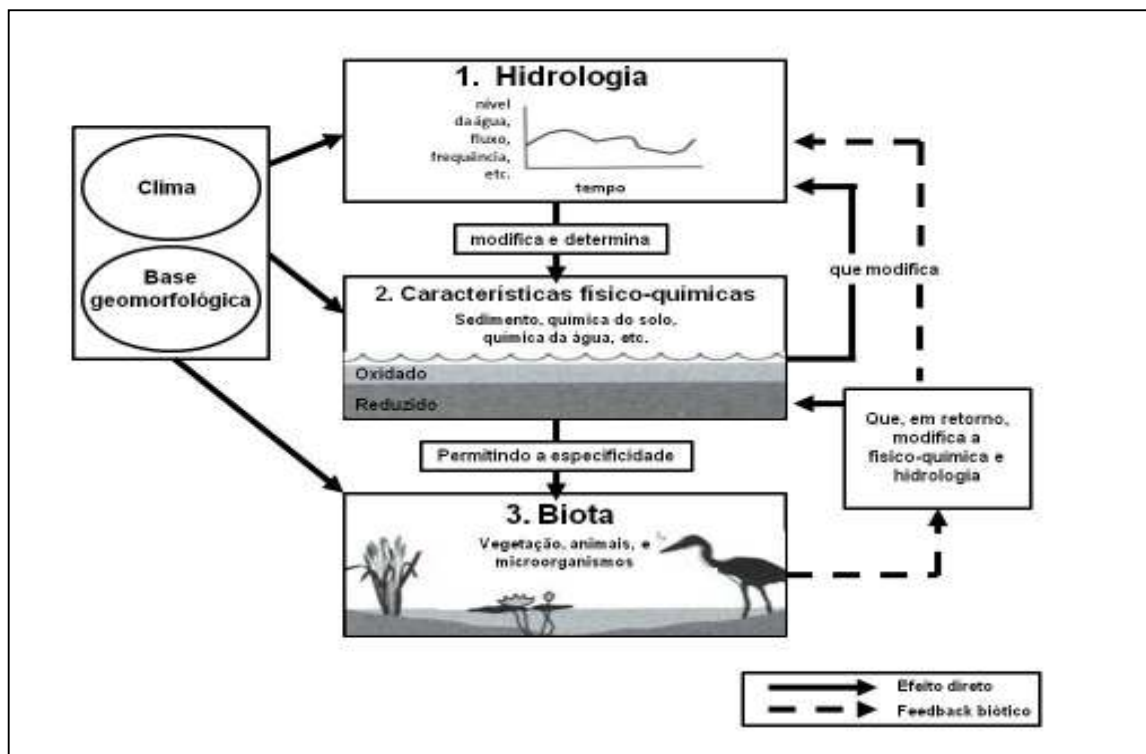 1. Hidrologia
nível
da água,
fluxo,
frequência,
etc.
tempo
Clima
Base
geomorfológica
modifica e determina
que modifica
2. Características físico-químicas
Sedimento, química do solo,
química da água, etc.
Oxidado
Reduzido
Que, em retorno,
modifica a
físico-química e
hidrologia
Permitindo a especificidade
3. Biota
Vegetação, animais, e
microorganismos
Efeito direto
Feedback biótico